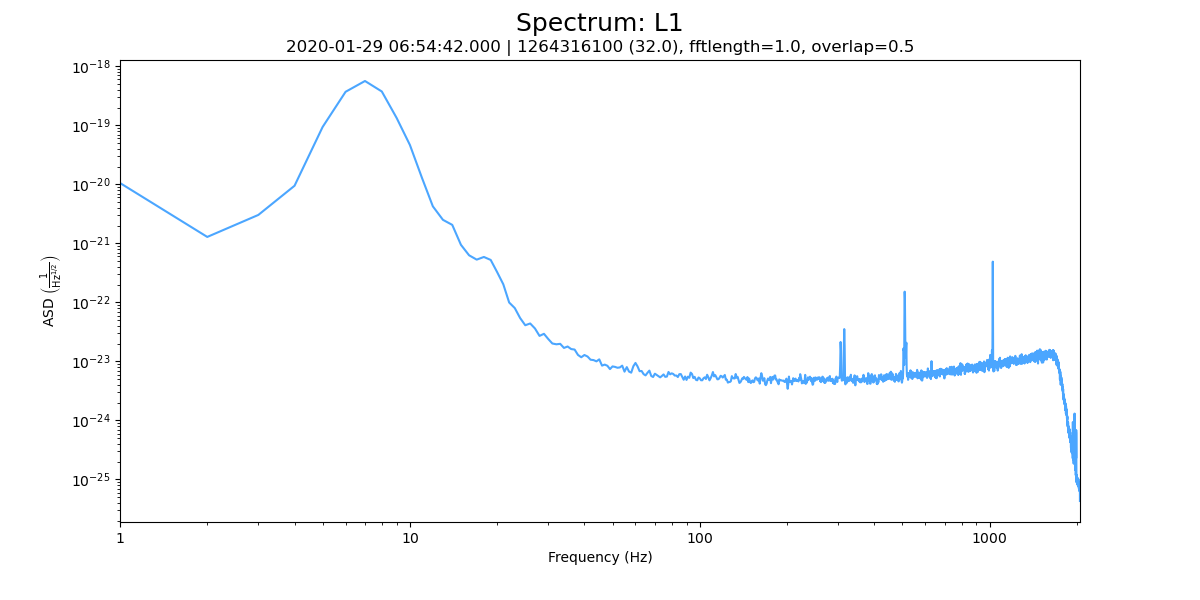 Spectrum: L1
2020-01-29 06:54:42.000 | 1264316100 (32.0), fftlength=1.0, overlap=0.5
10⁻¹⁸
10⁻¹⁹
10⁻²⁰
10⁻²¹
10⁻²²
10⁻²³
10⁻²⁴
10⁻²⁵
ASD (1/Hz^{1/2})
1 10 100 1000
Frequency (Hz)